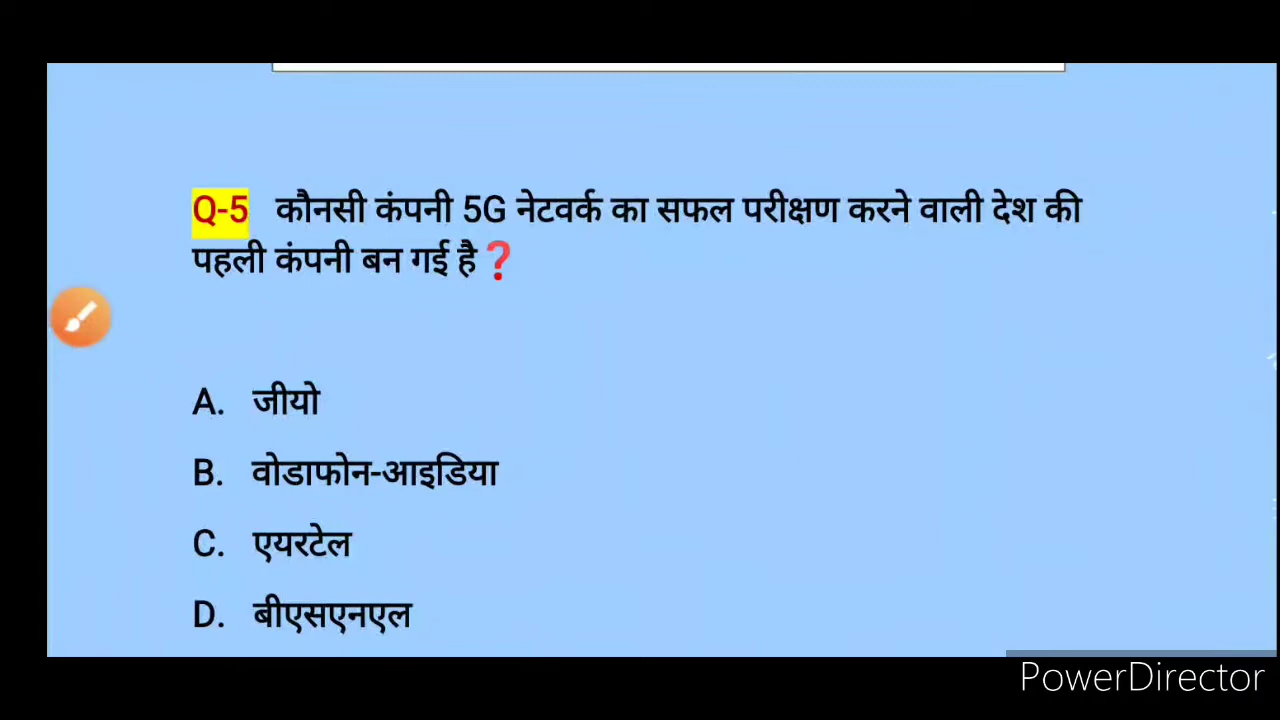 Q-5 कौनसी कंपनी 5G नेटवर्क का सफल परीक्षण करने वाली देश की
पहली कंपनी बन गई है❓
A. जीयो
B. वोडाफोन-आइडिया
C. एयरटेल
D. बीएसएनएल
PowerDirector